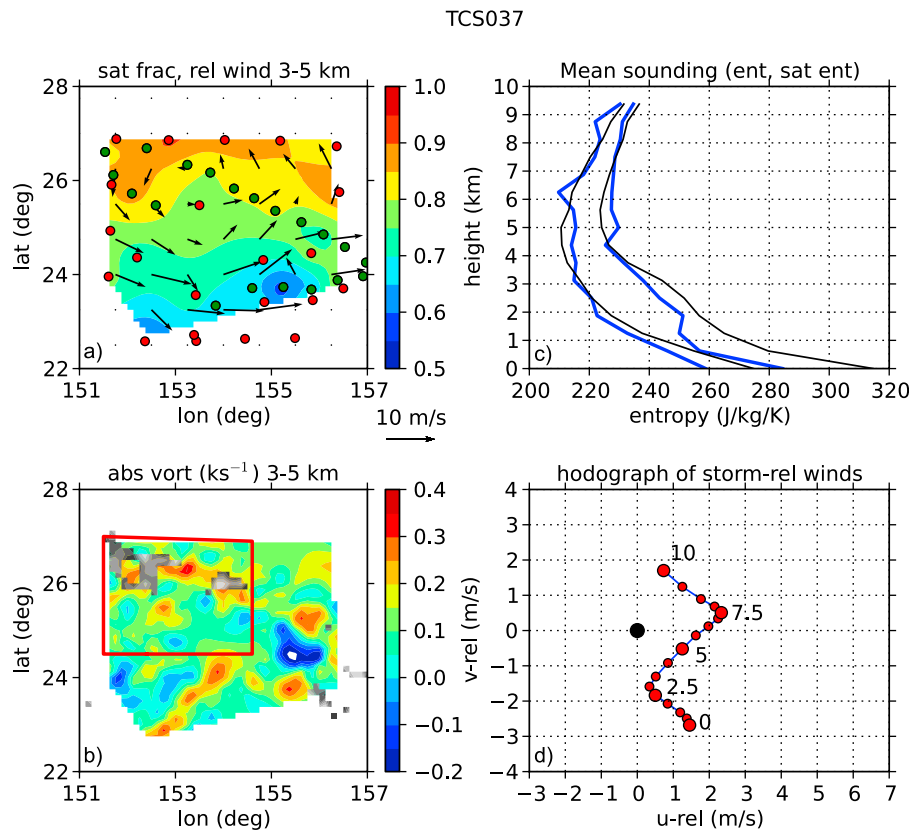 TCS037
sat frac, rel wind 3-5 km
28
26
24
22
lat (deg)
a)
151 153 155 157
lon (deg)
1.0
0.9
0.8
0.7
0.6
0.5
10 m/s
Mean sounding (ent, sat ent)
10
9
8
7
6
5
4
3
2
1
0
height (km)
c)
200 220 240 260 280 300 320
entropy (J/kg/K)
abs vort (ks⁻¹) 3-5 km
28
26
24
22
lat (deg)
b)
151 153 155 157
lon (deg)
0.4
0.3
0.2
0.1
0.0
−0.1
−0.2
hodograph of storm-rel winds
4
3
2
1
0
−1
−2
−3
−4
v-rel (m/s)
10
7.5
5
2.5
0
d)
−3 −2 −1 0 1 2 3 4 5 6 7
u-rel (m/s)